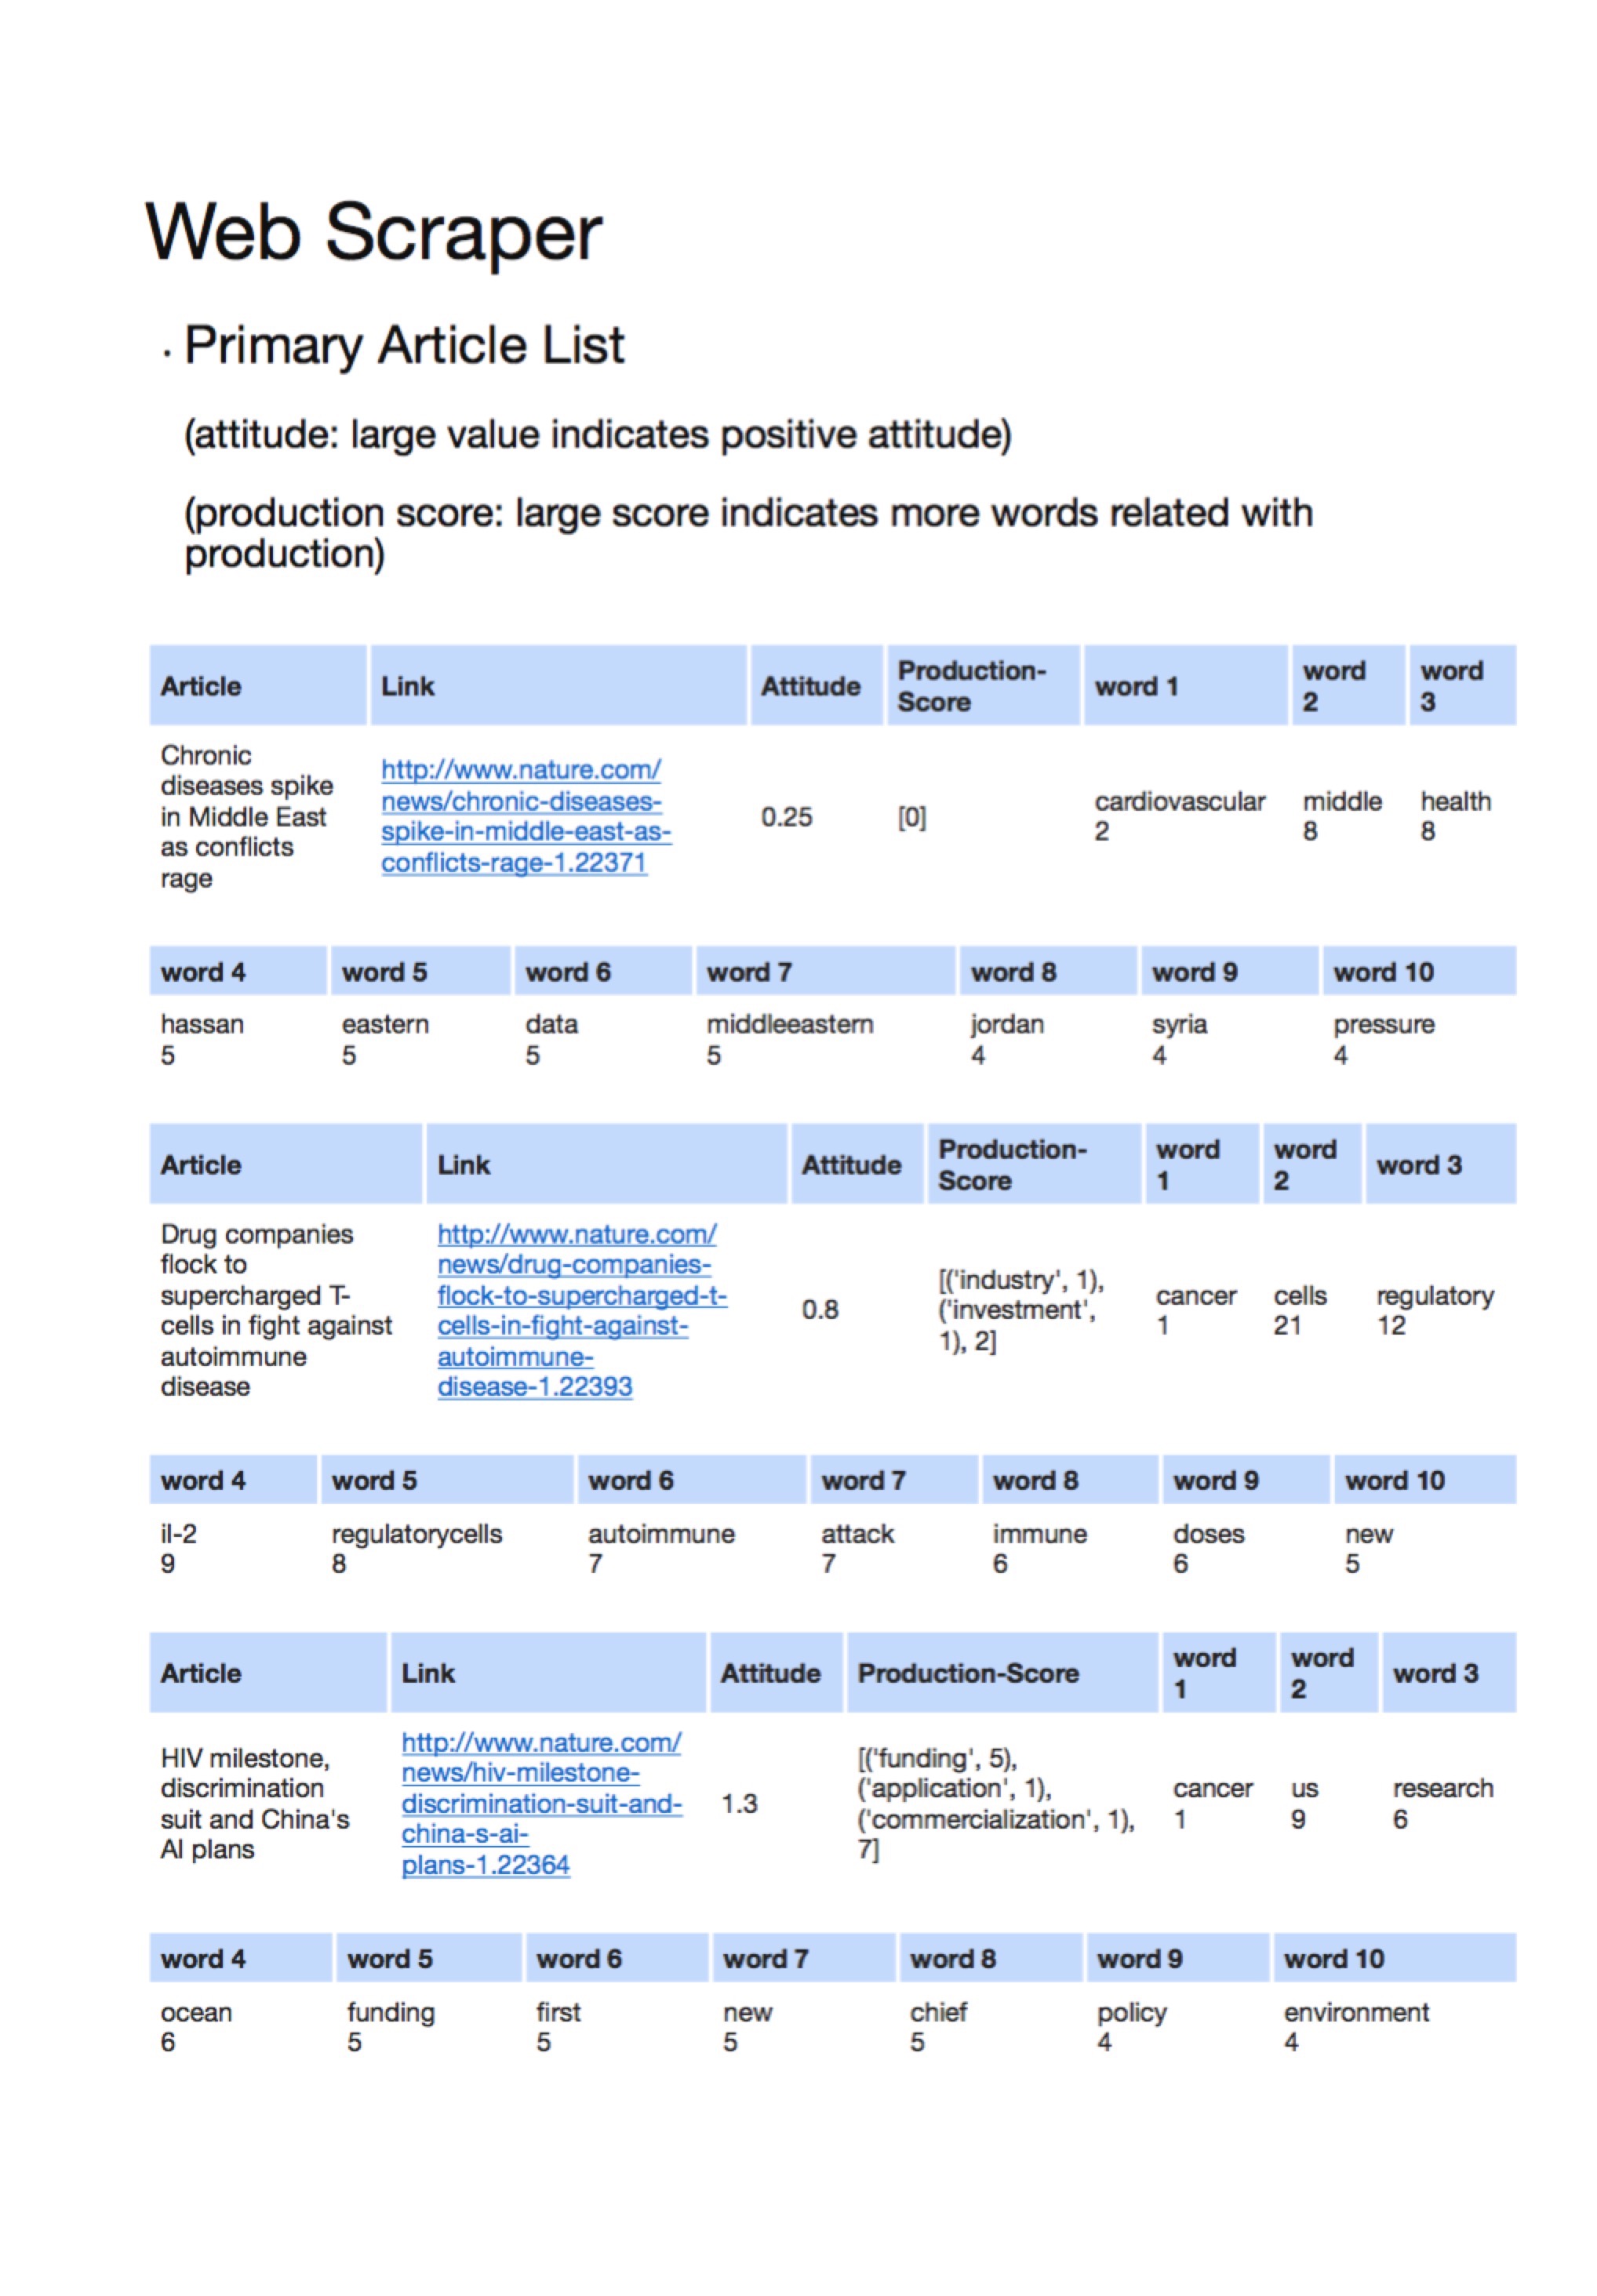 Web Scraper
· Primary Article List
(attitude: large value indicates positive attitude)
(production score: large score indicates more words related with
production)
Article Link Attitude Production-Score word 1 word 2 word 3
Chronic
diseases spike
in Middle East
as conflicts
rage
http://www.nature.com/
news/chronic-diseases-
spike-in-middle-east-as-
conflicts-rage-1.22371
0.25
[0]
cardiovascular
2
middle
8
health
8
word 4 word 5 word 6 word 7 word 8 word 9 word 10
hassan eastern data middleeastern jordan syria pressure
5 5 5 5 4 4 4
Article Link Attitude Production-Score word 1 word 2 word 3
Drug companies
flock to
supercharged T-
cells in fight against
autoimmune
disease
http://www.nature.com/
news/drug-companies-
flock-to-supercharged-t-
cells-in-fight-against-
autoimmune-
disease-1.22393
0.8
[('industry', 1),
('investment',
1), 2]
cancer
1
cells
21
regulatory
12
word 4 word 5 word 6 word 7 word 8 word 9 word 10
il-2 regulatorycells autoimmune attack immune doses new
9 8 7 7 6 6 5
Article Link Attitude Production-Score word 1 word 2 word 3
HIV milestone,
discrimination
suit and China's
AI plans
http://www.nature.com/
news/hiv-milestone-
discrimination-suit-and-
china-s-ai-
plans-1.22364
1.3
[('funding', 5),
('application', 1),
('commercialization', 1),
7]
cancer
1
us
9
research
6
word 4 word 5 word 6 word 7 word 8 word 9 word 10
ocean funding first new chief policy environment
6 5 5 5 5 4 4